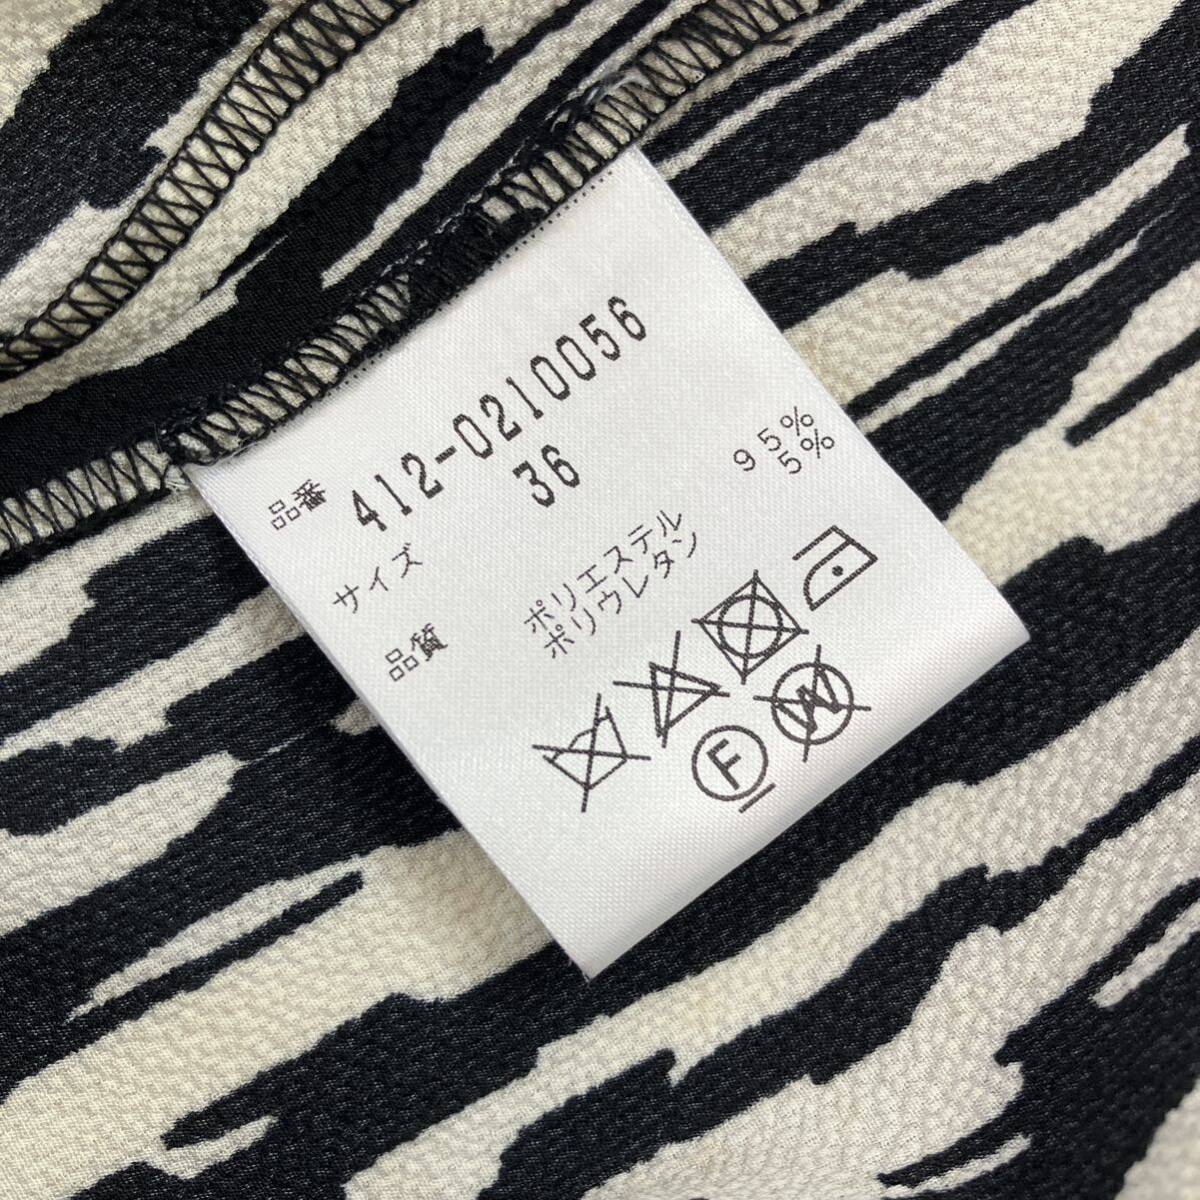 品番 412-0210056
サイズ 36
品質 ポリエステル 95%
ポリウレタン 5%
F W